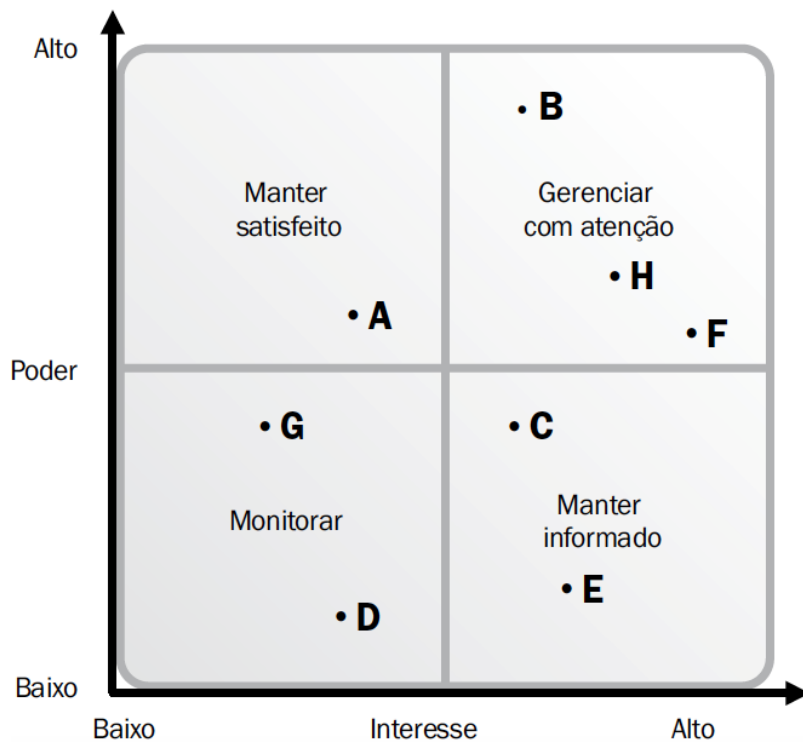 Alto
B
Manter
satisfeito
Gerenciar
com atenção
H
A
F
Poder
G
C
Monitorar
Manter
informado
E
D
Baixo
Baixo
Interesse
Alto